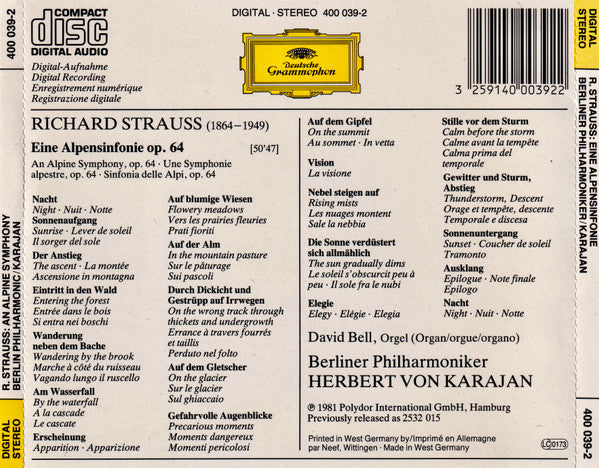 400 039-2
DIGITAL
STEREO
R. STRAUSS: AN ALPINE SYMPHONY
BERLIN PHILHARMONIC/KARAJAN
COMPACT
disc
DIGITAL AUDIO
DIGITAL · STEREO 400 039-2
Deutsche
Grammophon
3 259140 003922
Digital-Aufnahme
Digital Recording
Enregistrement numérique
Registrazione digitale
RICHARD STRAUSS (1864–1949)
Eine Alpensinfonie op. 64 [50'47]
An Alpine Symphony, op. 64 · Une Symphonie
alpestre, op. 64 · Sinfonia delle Alpi, op. 64
Nacht
Night · Nuit · Notte
Sonnenaufgang
Sunrise · Lever de soleil
Il sorger del sole
Der Anstieg
The ascent · La montée
L'ascensione in montagna
Eintritt in den Wald
Entering the forest
Entrée dans le bois
Si entra nei boschi
Wanderung
neben dem Bache
Wandering by the brook
Marche à côté du ruisseau
Vagando lungo il ruscello
Am Wasserfall
By the waterfall
A la cascade
Le cascate
Erscheinung
Apparition · Apparizione
Auf blumige Wiesen
Flowery meadows
Vers les prairies fleuries
Prati fioriti
Auf der Alm
In the mountain pasture
Sur le pâturage
Sui pascoli
Durch Dickicht und
Gestrüpp auf Irrwegen
On the wrong track through
thickets and undergrowth
Errance à travers fourrés
et taillis
Perduto nel folto
Auf dem Gletscher
On the glacier
Sur le glacier
Sul ghiaccaio
Gefahrvolle Augenblicke
Precarious moments
Moments dangereux
Momenti pericolosi
Auf dem Gipfel
On the summit
Au sommet · In vetta
Vision
La visione
Nebel steigen auf
Rising mists
Les nuages montent
Sale la nebbia
Die Sonne verdüstert
sich allmählich
The sun gradually dims
Le soleil s'obscurcit peu à
peu · Il sole fra le nubi
Elegie
Elegy · Elégie · Elegia
Stille vor dem Sturm
Calm before the storm
Calme avant la tempête
Calma prima del
temporale
Gewitter und Sturm,
Abstieg
Thunderstorm, Descent
Orage et tempête, descente
Temporale e discesa
Sonnenuntergang
Sunset · Coucher de soleil
Tramonto
Ausklang
Epilogue · Note finale
Epilogo
Nacht
Night · Nuit · Notte
David Bell, Orgel (Organ/orgue/organo)
Berliner Philharmoniker
HERBERT VON KARAJAN
℗ 1981 Polydor International GmbH, Hamburg
Previously released as 2532 015
Printed in West Germany by/Imprimé en Allemagne
par Neef, Wittingen · Made in West Germany
LC 0173
DIGITAL
STEREO
R. STRAUSS: EINE ALPENSINFONIE
BERLINER PHILHARMONIKER/KARAJAN
400 039-2